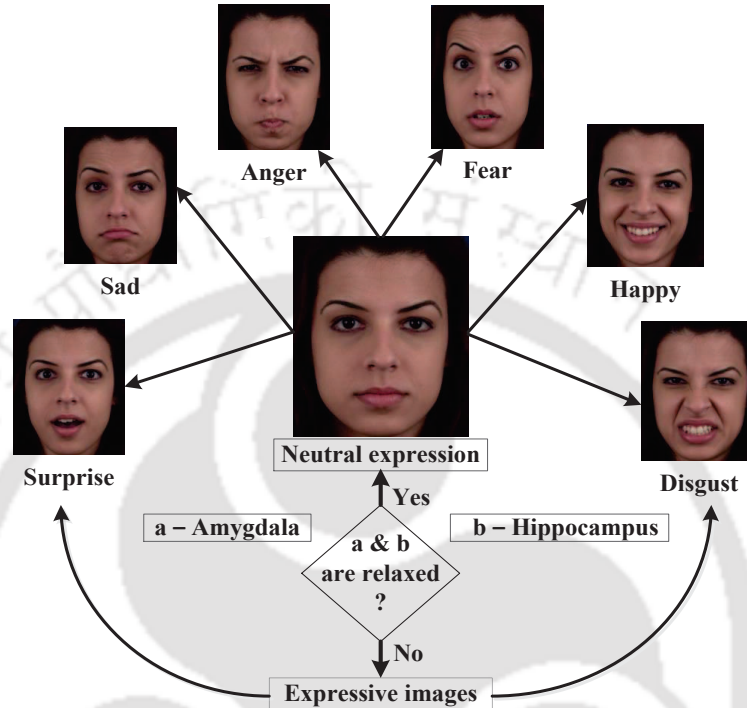 Anger
Fear
Sad
Happy
Surprise
Disgust
Neutral expression
Yes
a – Amygdala
b – Hippocampus
a & b
are relaxed
?
No
Expressive images